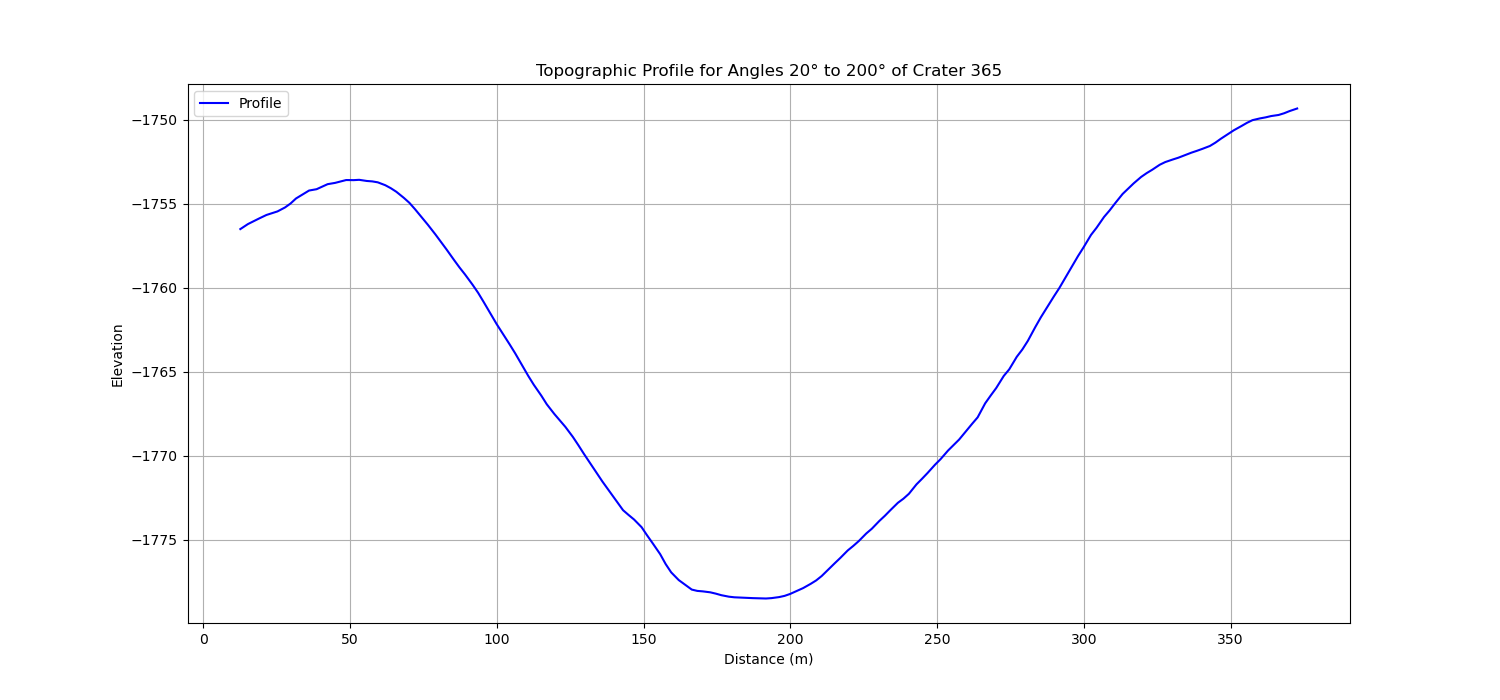 Topographic Profile for Angles 20° to 200° of Crater 365
Profile
−1750
−1755
−1760
−1765
−1770
−1775
Elevation
0 50 100 150 200 250 300 350
Distance (m)